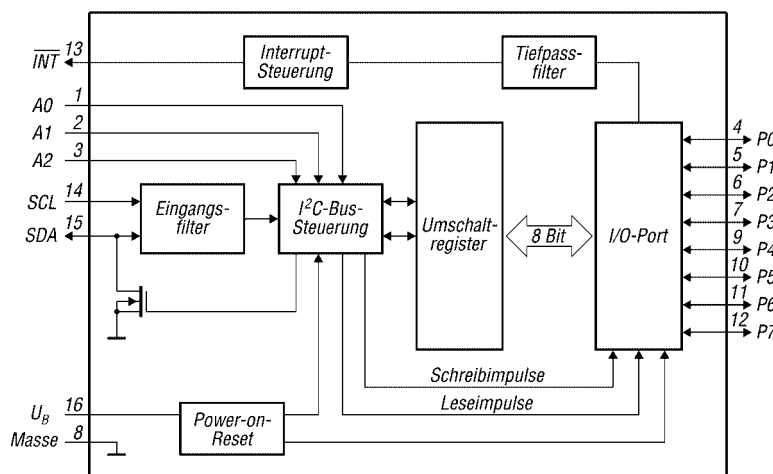 INT 13
Interrupt-
Steuerung
Tiefpass-
filter
A0 1
A1 2
A2 3
SCL 14
SDA 15
Eingangs-
filter
I²C-Bus-
Steuerung
Umschalt-
register
8 Bit
I/O-Port
4 P0
5 P1
6 P2
7 P3
9 P4
10 P5
11 P6
12 P7
Schreibimpulse
Leseimpulse
U_B 16
Masse 8
Power-on-
Reset